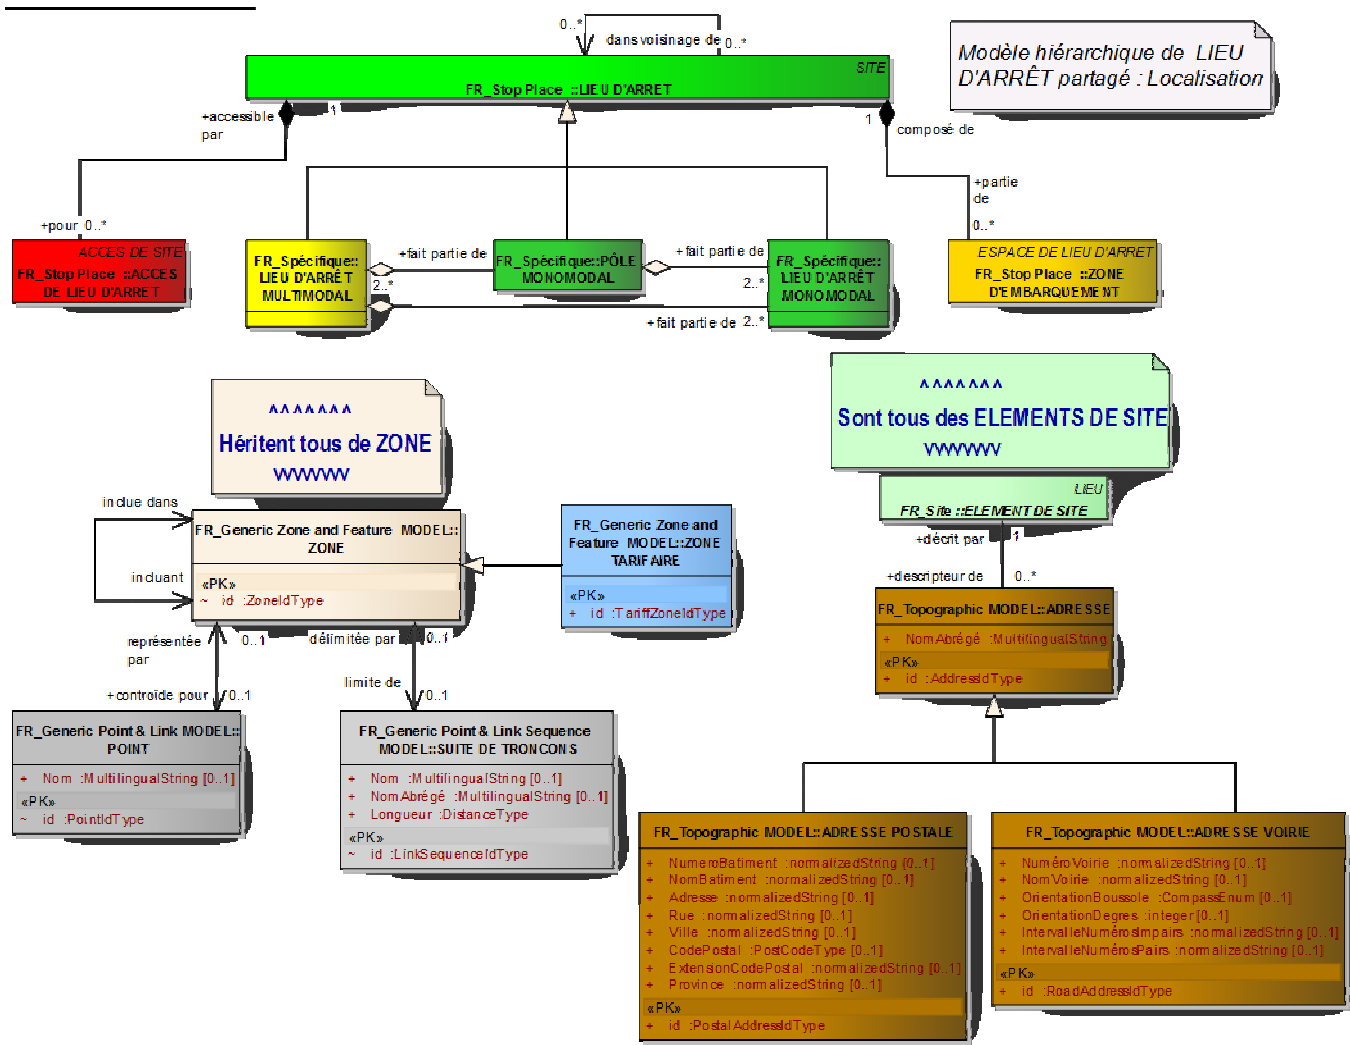 0..*
dans voisinage de 0..*
SITE
FR_Stop Place ::LIEU D'ARRET
Modèle hiérarchique de LIEU
D'ARRÊT partagé : Localisation
+accessible
par
1
1
composé de
+pour 0..*
+partie
de
0..*
ACCES DE SITE
FR_Stop Place ::ACCES
DE LIEU D'ARRET
FR_Spécifique::
LIEU D'ARRÊT
MULTIMODAL
+fait partie de
2..*
FR_Spécifique::PÔLE
MONOMODAL
+fait partie de
2..*
FR_Spécifique::
LIEU D'ARRÊT
MONOMODAL
+fait partie de 2..*
ESPACE DE LIEU D'ARRET
FR_Stop Place ::ZONE
D'EMBARQUEMENT
^^^^^^^
Héritent tous de ZONE
VVVVVVVV
^^^^^^^
Sont tous des ELEMENTS DE SITE
VVVVVVVV
LIEU
FR_Site ::ELEMENT DE SITE
inclue dans
incluant
FR_Generic Zone and Feature MODEL::
ZONE
«PK»
~ id :ZoneIdType
FR_Generic Zone and
Feature MODEL::ZONE
TARIFAIRE
«PK»
+ id :TariffZoneIdType
+décrit par 1
+descripteur de 0..*
FR_Topographic MODEL::ADRESSE
+ NomAbrégé :MultilingualString
«PK»
+ id :AddressIdType
représentée
par
0..1
délimitée par 0..1
+controïde pour 0..1
limite de
0..1
FR_Generic Point & Link MODEL::
POINT
+ Nom :MultilingualString [0..1]
«PK»
~ id :PointIdType
FR_Generic Point & Link Sequence
MODEL::SUITE DE TRONCONS
+ Nom :MultilingualString [0..1]
+ NomAbrégé :MultilingualString [0..1]
+ Longueur :DistanceType
«PK»
~ id :LinkSequenceIdType
FR_Topographic MODEL::ADRESSE POSTALE
+ NumeroBatiment :normalizedString [0..1]
+ NomBatiment :normalizedString [0..1]
+ Adresse :normalizedString [0..1]
+ Rue :normalizedString [0..1]
+ Ville :normalizedString [0..1]
+ CodePostal :PostCodeType [0..1]
+ ExtensionCodePostal :normalizedString [0..1]
+ Province :normalizedString [0..1]
«PK»
+ id :PostalAddressIdType
FR_Topographic MODEL::ADRESSE VOIRIE
+ NuméroVoirie :normalizedString [0..1]
+ NomVoirie :normalizedString [0..1]
+ OrientationBoussole :CompassEnum [0..1]
+ OrientationDegres :integer [0..1]
+ IntervalleNumérosImpairs :normalizedString [0..1]
+ IntervalleNumérosPairs :normalizedString [0..1]
«PK»
+ id :RoadAddressIdType